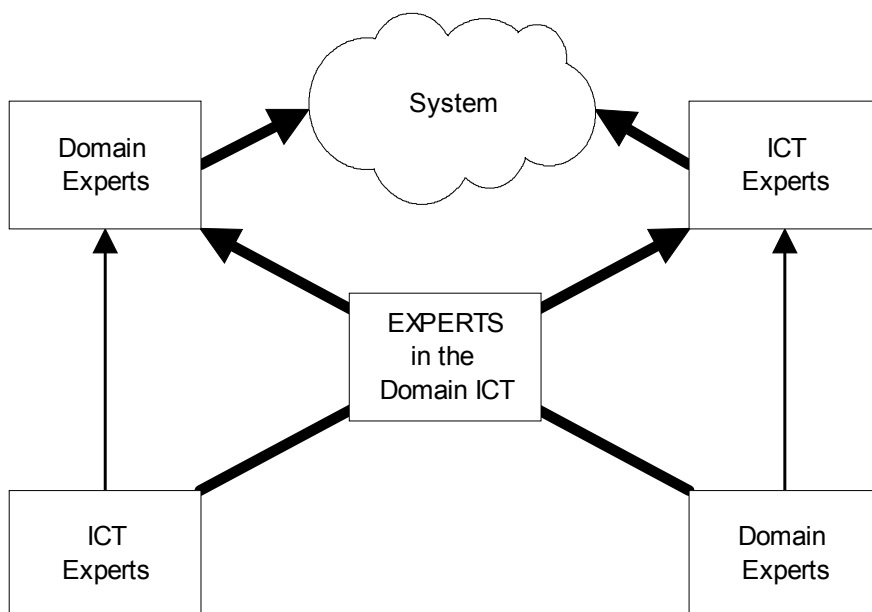 System
Domain
Experts
ICT
Experts
EXPERTS
in the
Domain ICT
ICT
Experts
Domain
Experts